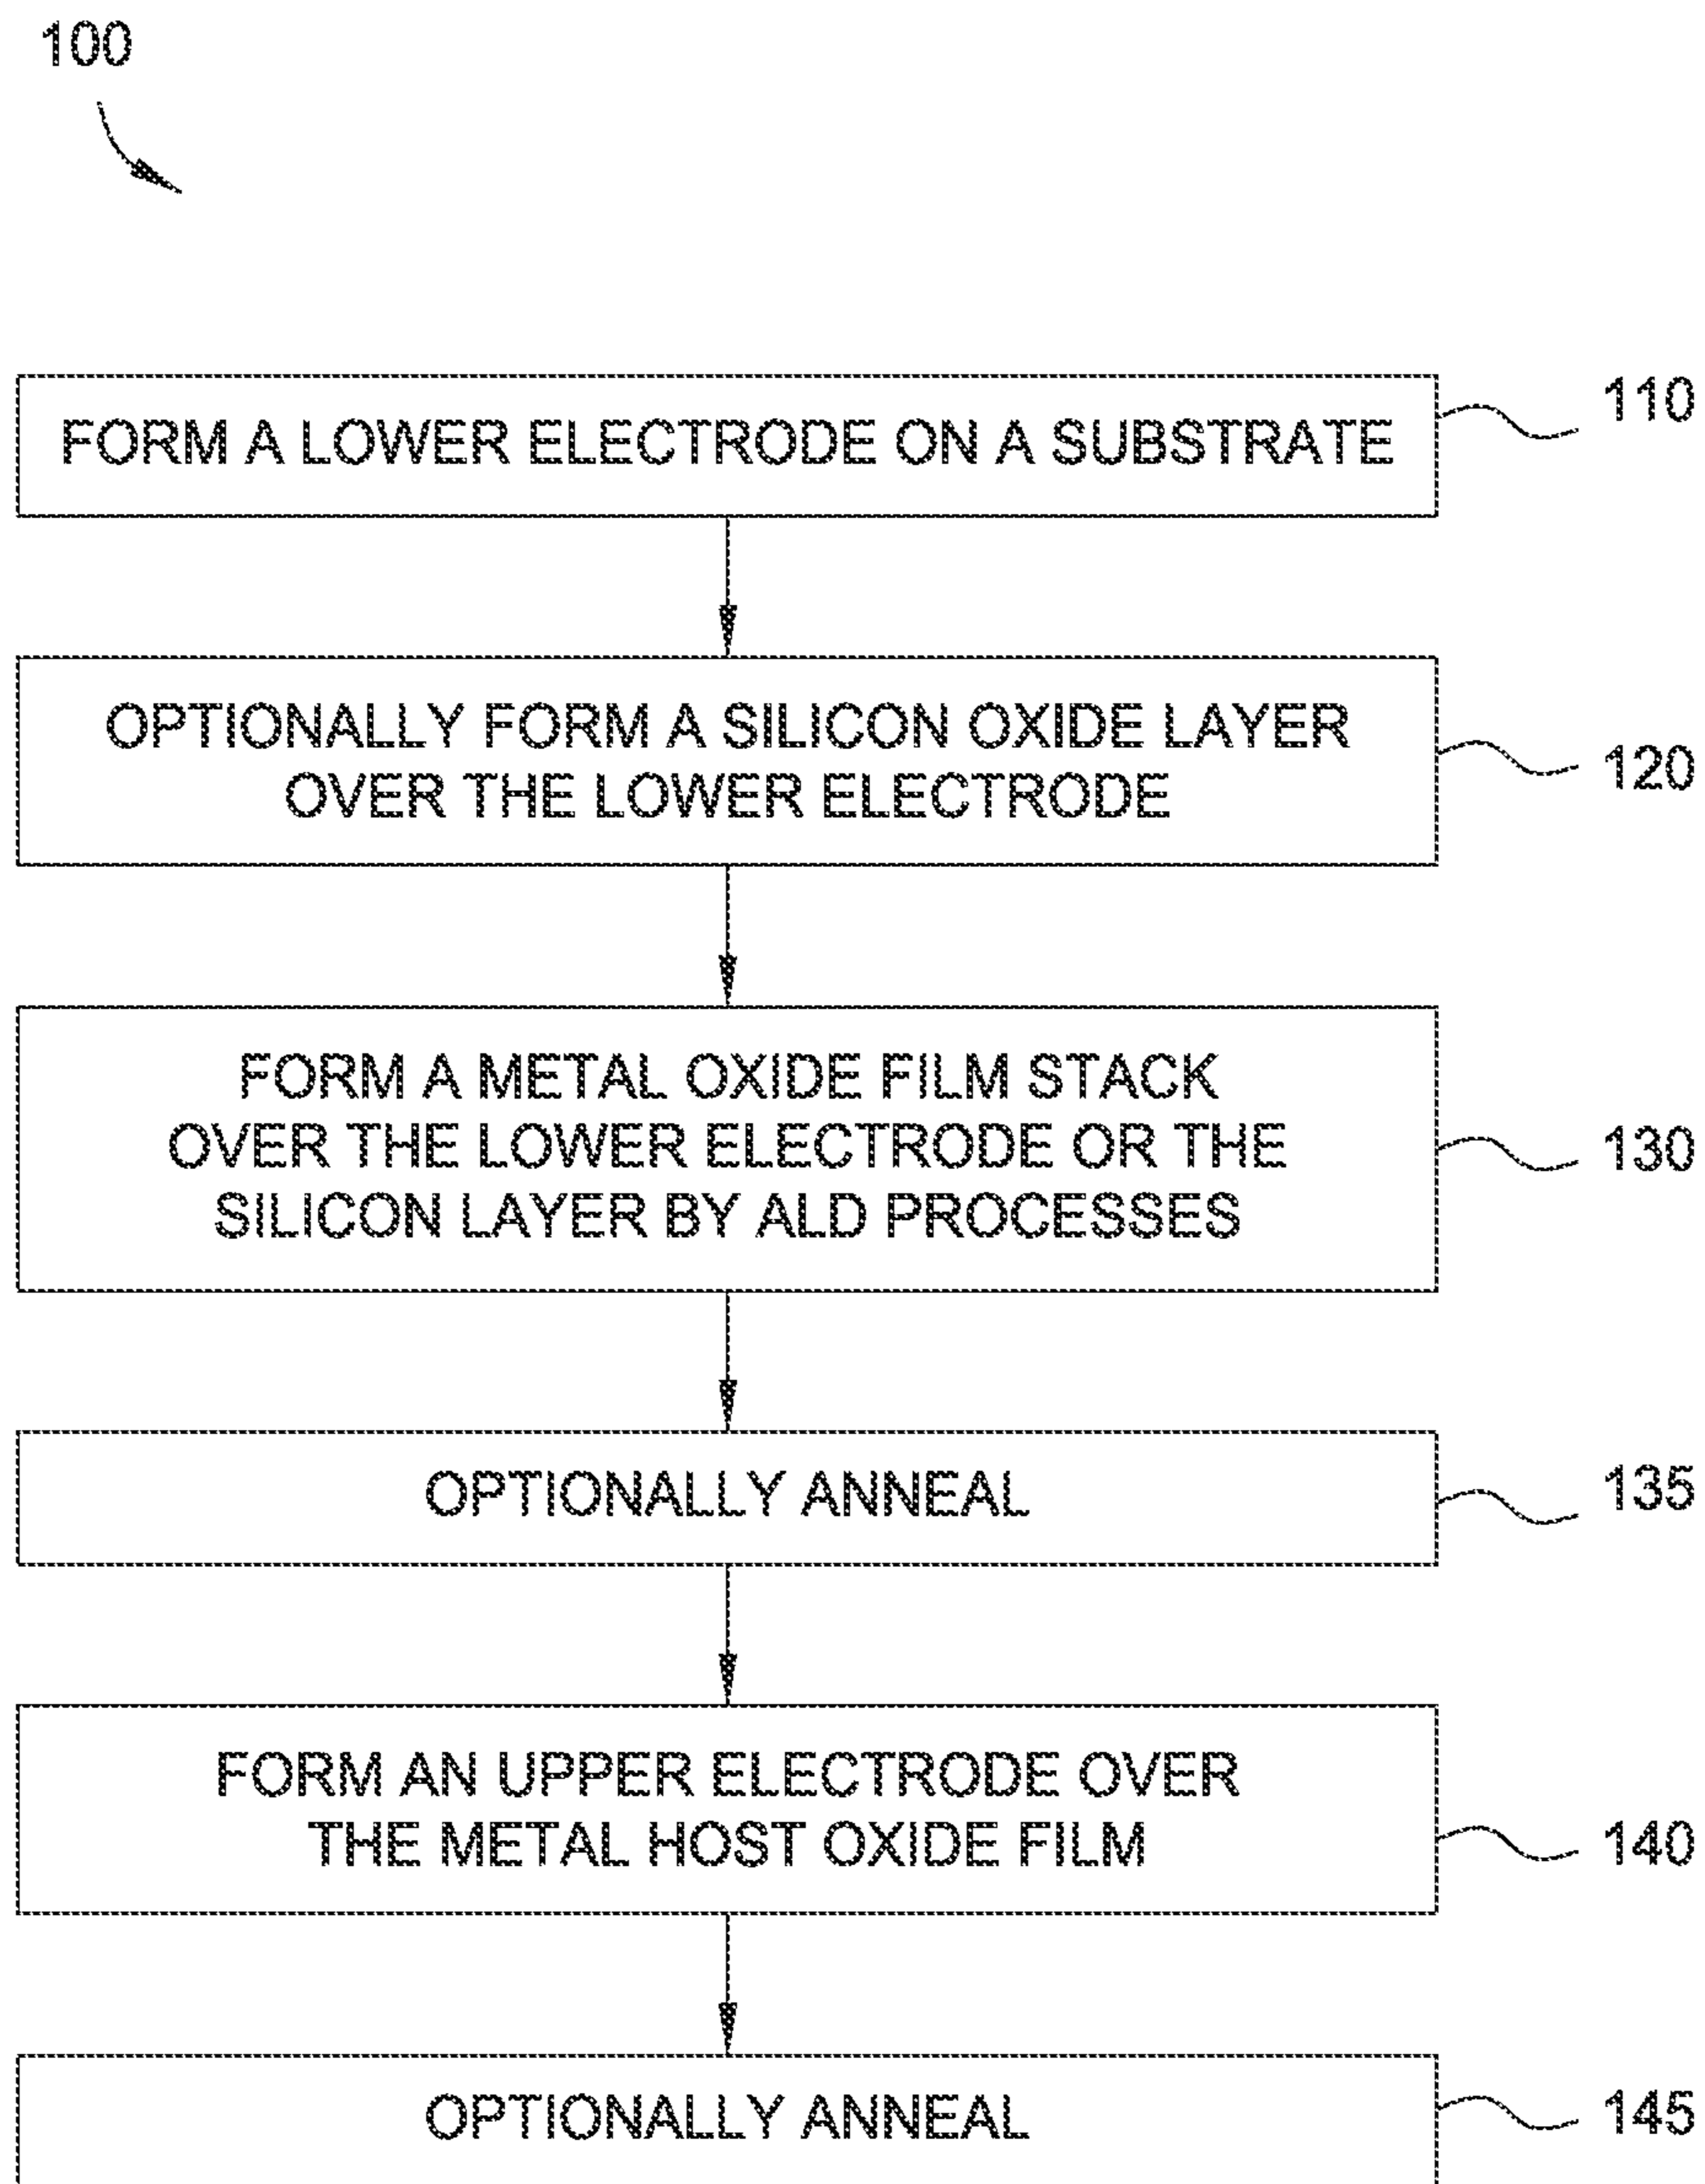 100
FORM A LOWER ELECTRODE ON A SUBSTRATE
110
OPTIONALLY FORM A SILICON OXIDE LAYER
OVER THE LOWER ELECTRODE
120
FORM A METAL OXIDE FILM STACK
OVER THE LOWER ELECTRODE OR THE
SILICON LAYER BY ALD PROCESSES
130
OPTIONALLY ANNEAL
135
FORM AN UPPER ELECTRODE OVER
THE METAL HOST OXIDE FILM
140
OPTIONALLY ANNEAL
145